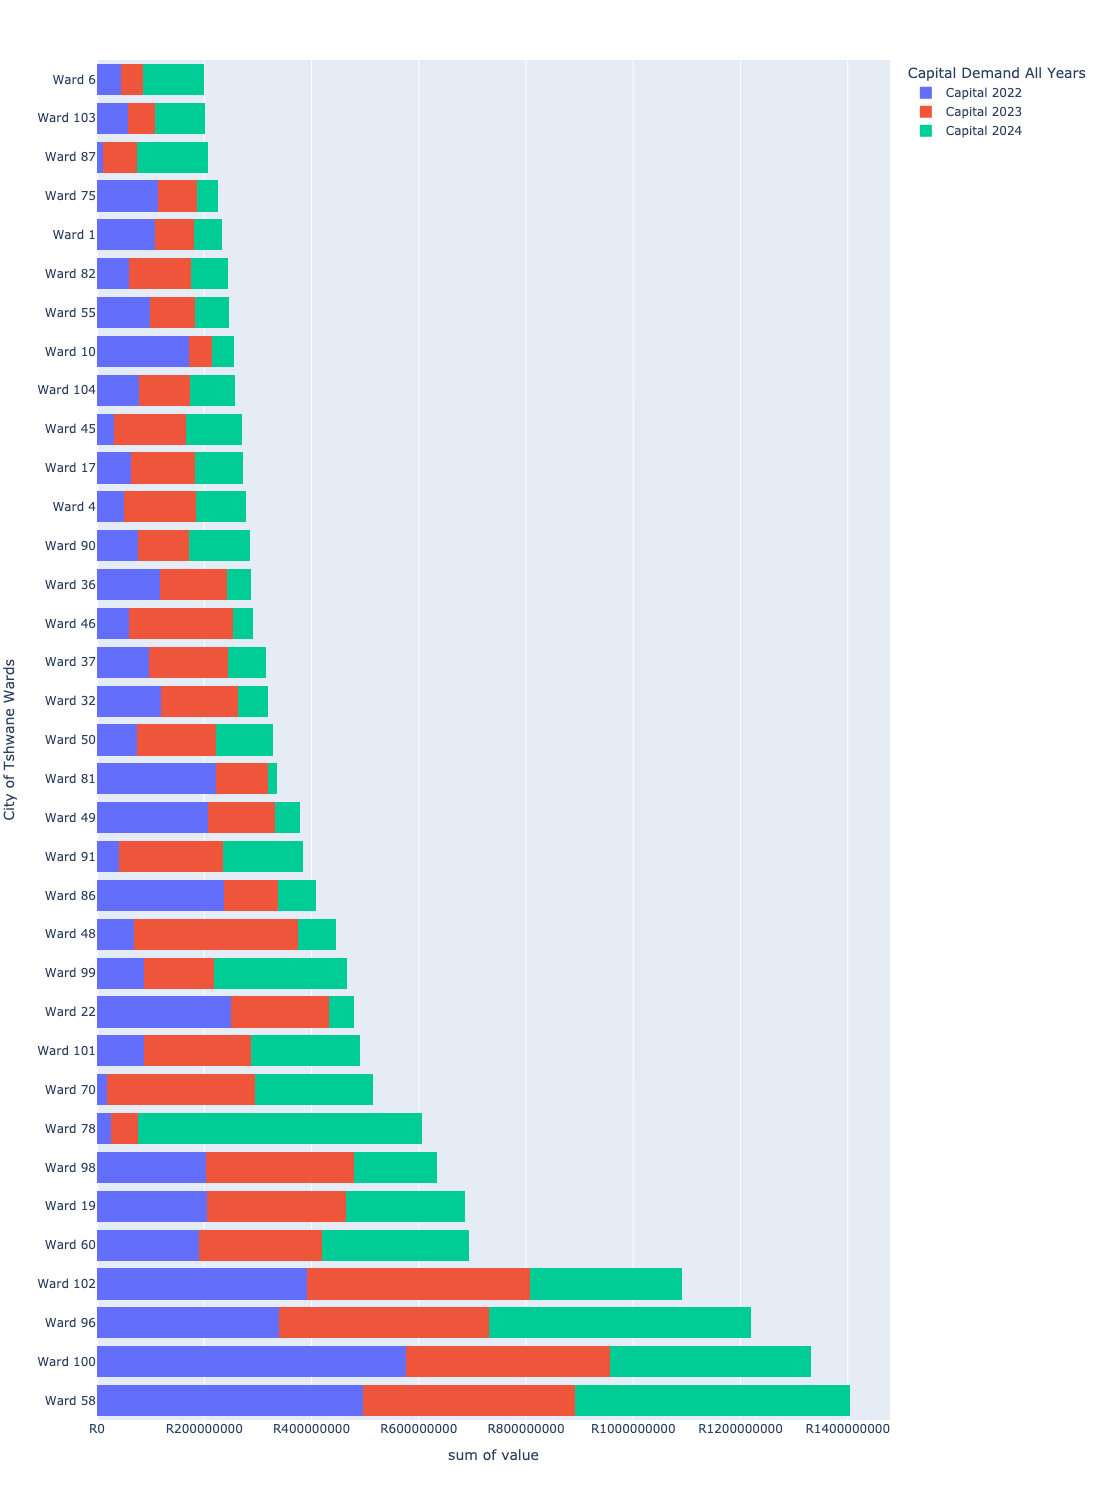 Capital Demand All Years
Capital 2022
Capital 2023
Capital 2024
City of Tshwane Wards
Ward 6
Ward 103
Ward 87
Ward 75
Ward 1
Ward 82
Ward 55
Ward 10
Ward 104
Ward 45
Ward 17
Ward 4
Ward 90
Ward 36
Ward 46
Ward 37
Ward 32
Ward 50
Ward 81
Ward 49
Ward 91
Ward 86
Ward 48
Ward 99
Ward 22
Ward 101
Ward 70
Ward 78
Ward 98
Ward 19
Ward 60
Ward 102
Ward 96
Ward 100
Ward 58
R0 R200000000 R400000000 R600000000 R800000000 R1000000000 R1200000000 R1400000000
sum of value